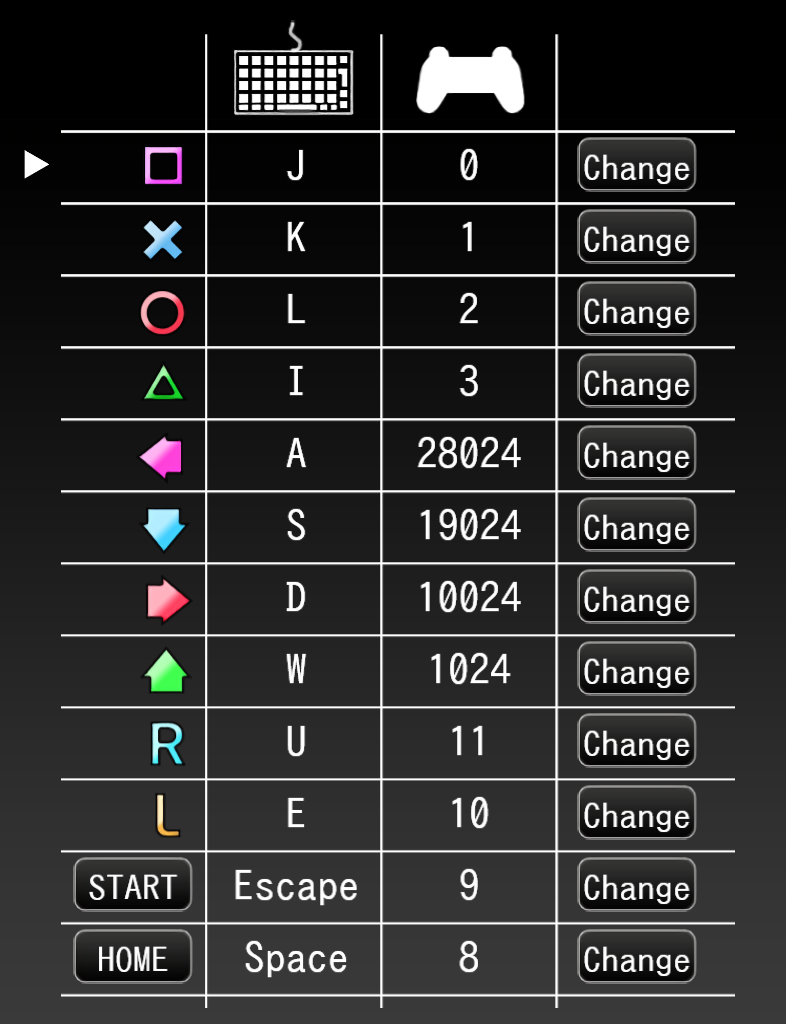 J 0 Change
K 1 Change
L 2 Change
I 3 Change
A 28024 Change
S 19024 Change
D 10024 Change
W 1024 Change
R U 11 Change
L E 10 Change
START Escape 9 Change
HOME Space 8 Change